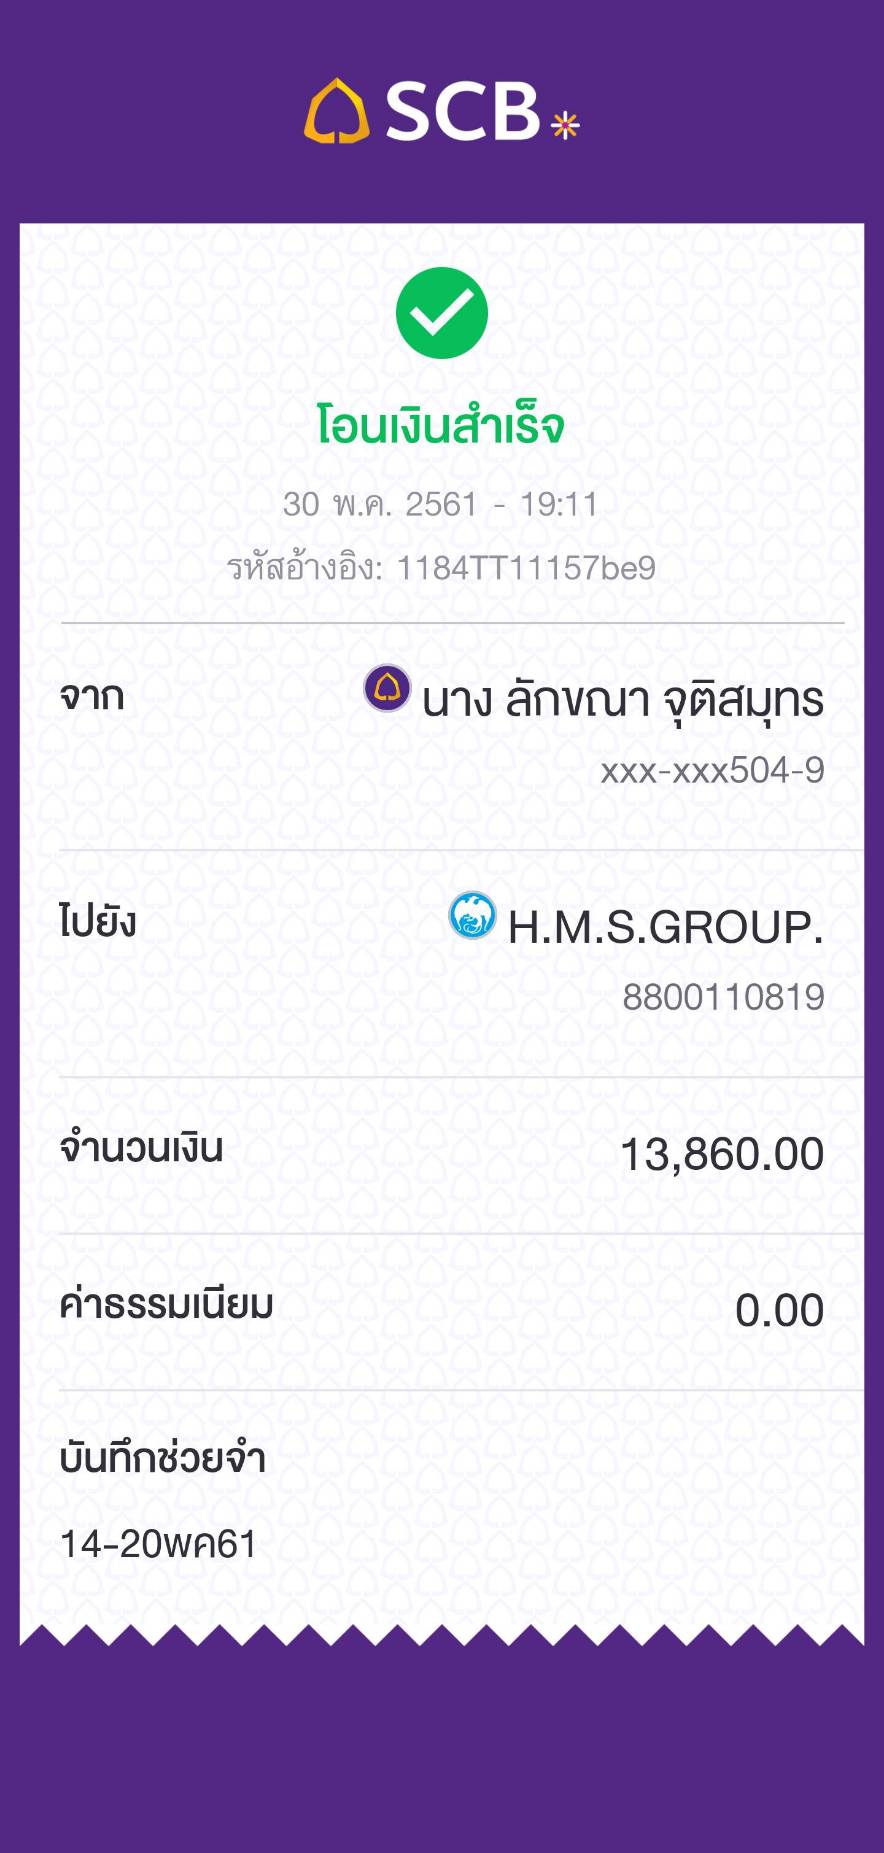 SCB
โอนเงินสำเร็จ
30 พ.ค. 2561 - 19:11
รหัสอ้างอิง: 1184TT11157be9
จาก
นาง ลักขณา จุติสมุทร
xxx-xxx504-9
ไปยัง
H.M.S.GROUP.
8800110819
จำนวนเงิน
13,860.00
ค่าธรรมเนียม
0.00
บันทึกช่วยจำ
14-20พค61